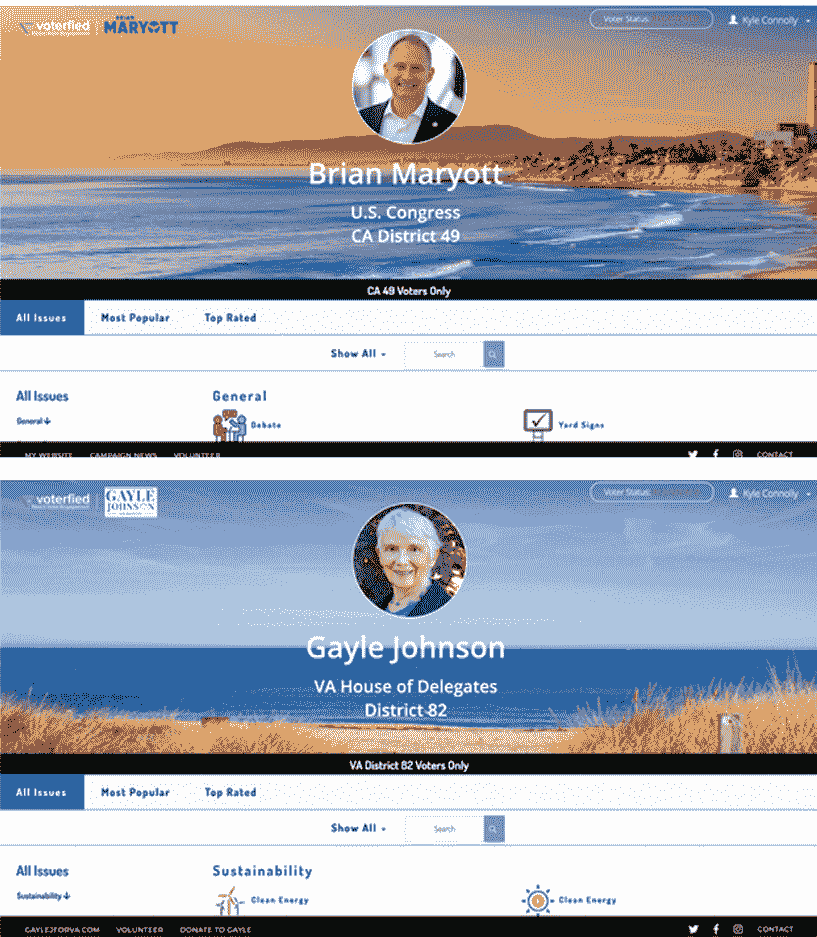 voterfied
BRIAN
MARYOTT
Voter Status:
Kyle Connolly
Brian Maryott
U.S. Congress
CA District 49
CA 49 Voters Only
All Issues Most Popular Top Rated
Show All Search
All Issues General
General Debate Yard Signs
MY WEBSITE CAMPAIGN NEWS VOLUNTEER CONTACT
voterfied
GAYLE
JOHNSON
Voter Status:
Kyle Connolly
Gayle Johnson
VA House of Delegates
District 82
VA District 82 Voters Only
All Issues Most Popular Top Rated
Show All Search
All Issues Sustainability
Sustainability Clean Energy Clean Energy
GAYLEJFORVA.COM VOLUNTEER DONATE TO GAYLE CONTACT